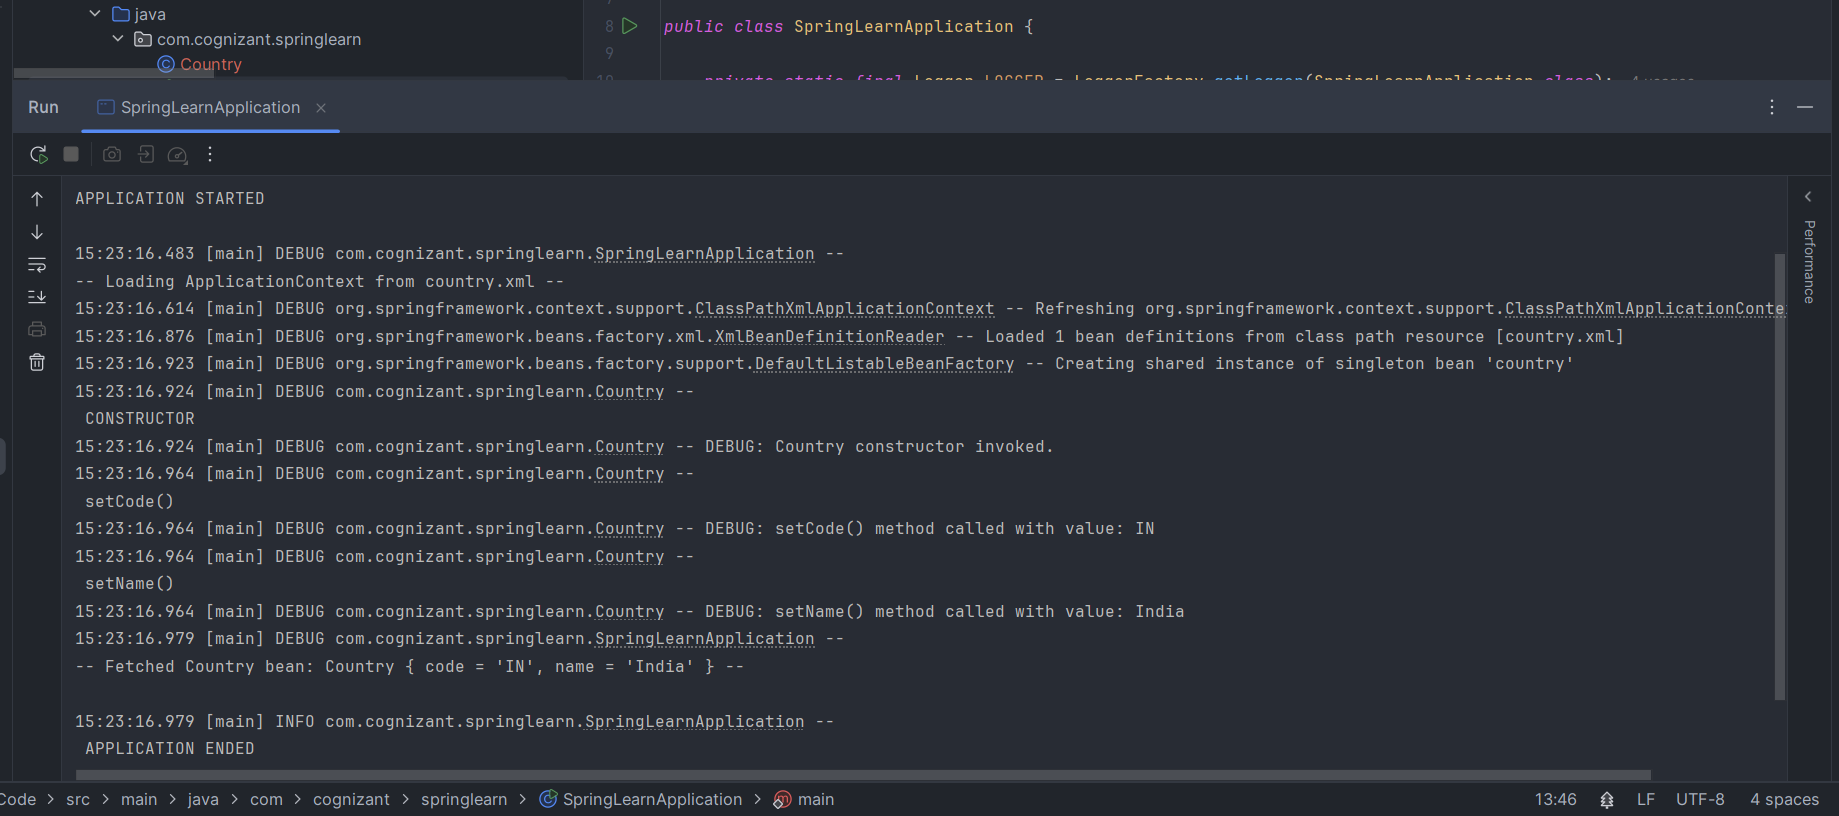 java
com.cognizant.springlearn
Country
8 public class SpringLearnApplication {
9
10 private static final Logger LOGGER = LoggerFactory.getLogger(SpringLearnApplication.class); 4 usages
Run SpringLearnApplication
APPLICATION STARTED
15:23:16.483 [main] DEBUG com.cognizant.springlearn.SpringLearnApplication --
-- Loading ApplicationContext from country.xml --
15:23:16.614 [main] DEBUG org.springframework.context.support.ClassPathXmlApplicationContext -- Refreshing org.springframework.context.support.ClassPathXmlApplicationConte
15:23:16.876 [main] DEBUG org.springframework.beans.factory.xml.XmlBeanDefinitionReader -- Loaded 1 bean definitions from class path resource [country.xml]
15:23:16.923 [main] DEBUG org.springframework.beans.factory.support.DefaultListableBeanFactory -- Creating shared instance of singleton bean 'country'
15:23:16.924 [main] DEBUG com.cognizant.springlearn.Country --
CONSTRUCTOR
15:23:16.924 [main] DEBUG com.cognizant.springlearn.Country -- DEBUG: Country constructor invoked.
15:23:16.964 [main] DEBUG com.cognizant.springlearn.Country --
setCode()
15:23:16.964 [main] DEBUG com.cognizant.springlearn.Country -- DEBUG: setCode() method called with value: IN
15:23:16.964 [main] DEBUG com.cognizant.springlearn.Country --
setName()
15:23:16.964 [main] DEBUG com.cognizant.springlearn.Country -- DEBUG: setName() method called with value: India
15:23:16.979 [main] DEBUG com.cognizant.springlearn.SpringLearnApplication --
-- Fetched Country bean: Country { code = 'IN', name = 'India' } --
15:23:16.979 [main] INFO com.cognizant.springlearn.SpringLearnApplication --
APPLICATION ENDED
Performance
Code > src > main > java > com > cognizant > springlearn > SpringLearnApplication > main
13:46 LF UTF-8 4 spaces